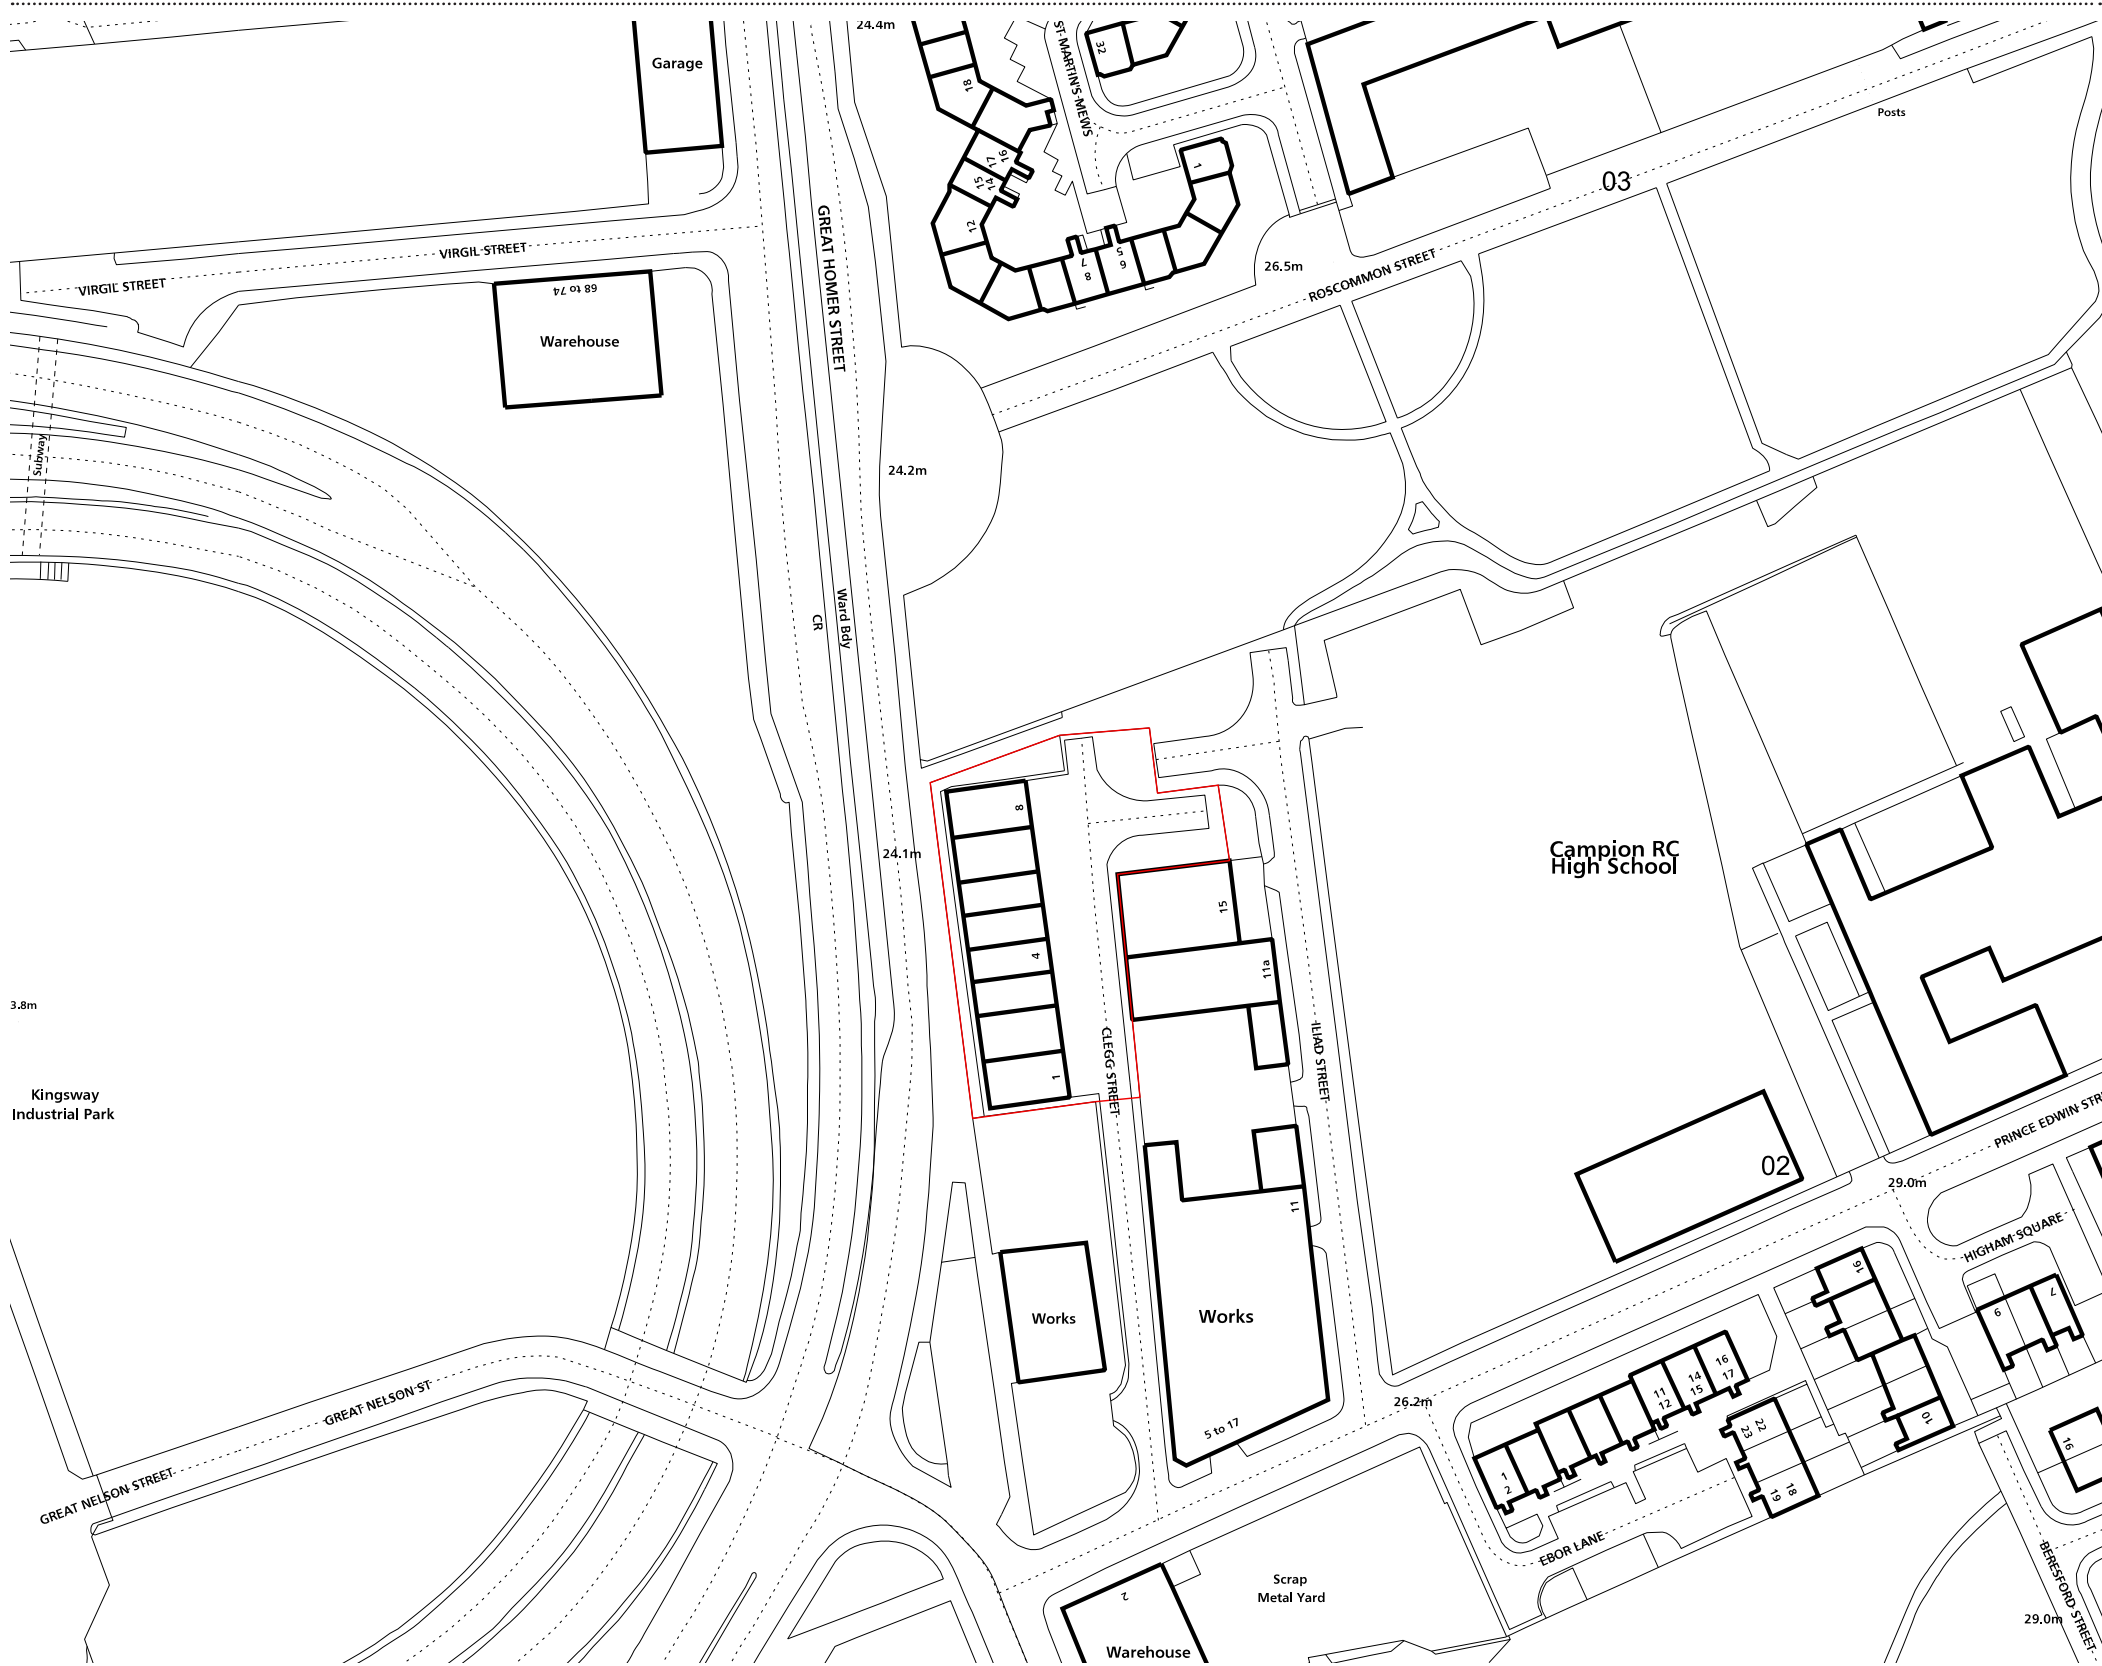 24.4m
Garage
ST MARTIN'S MEWS
32
18
Posts
16
17
14
15
12
1
03
GREAT HOMER STREET
VIRGIL STREET
VIRGIL STREET
5
6
7
8
26.5m
ROSCOMMON STREET
68 to 74
Warehouse
Subway
24.2m
CR
Ward Bdy
8
24.1m
Campion RC
High School
15
4
11a
3.8m
CLEGG STREET
ILIAD STREET
1
Kingsway
Industrial Park
PRINCE EDWIN STR
02
29.0m
11
HIGHAM SQUARE
16
9
7
Works
Works
11
12
14
15
16
17
GREAT NELSON ST
26.2m
5 to 17
10
22
23
16
1
2
18
19
GREAT NELSON STREET
EBOR LANE
BERESFORD STREET
Scrap
Metal Yard
2
29.0m
Warehouse